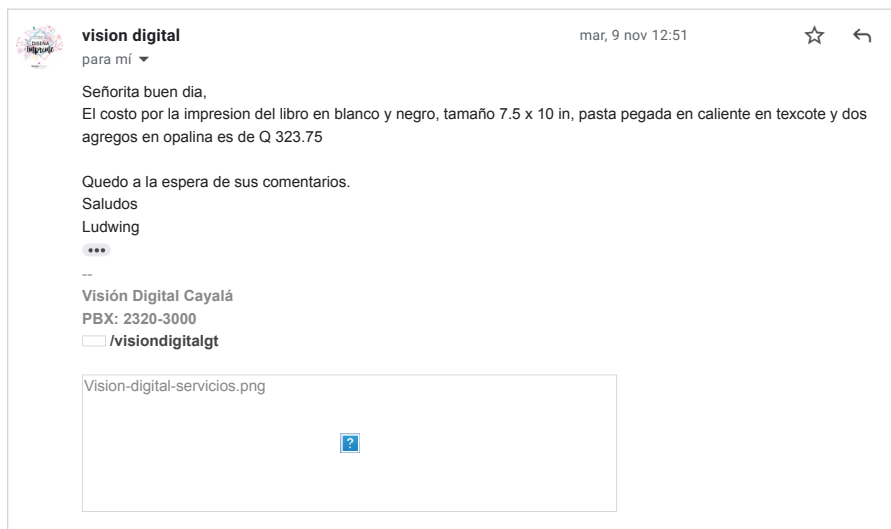 vision digital
mar, 9 nov 12:51
para mí
Señorita buen dia,
El costo por la impresion del libro en blanco y negro, tamaño 7.5 x 10 in, pasta pegada en caliente en texcote y dos
agregos en opalina es de Q 323.75
Quedo a la espera de sus comentarios.
Saludos
Ludwing
--
Visión Digital Cayalá
PBX: 2320-3000
/visiondigitalgt
Vision-digital-servicios.png
?